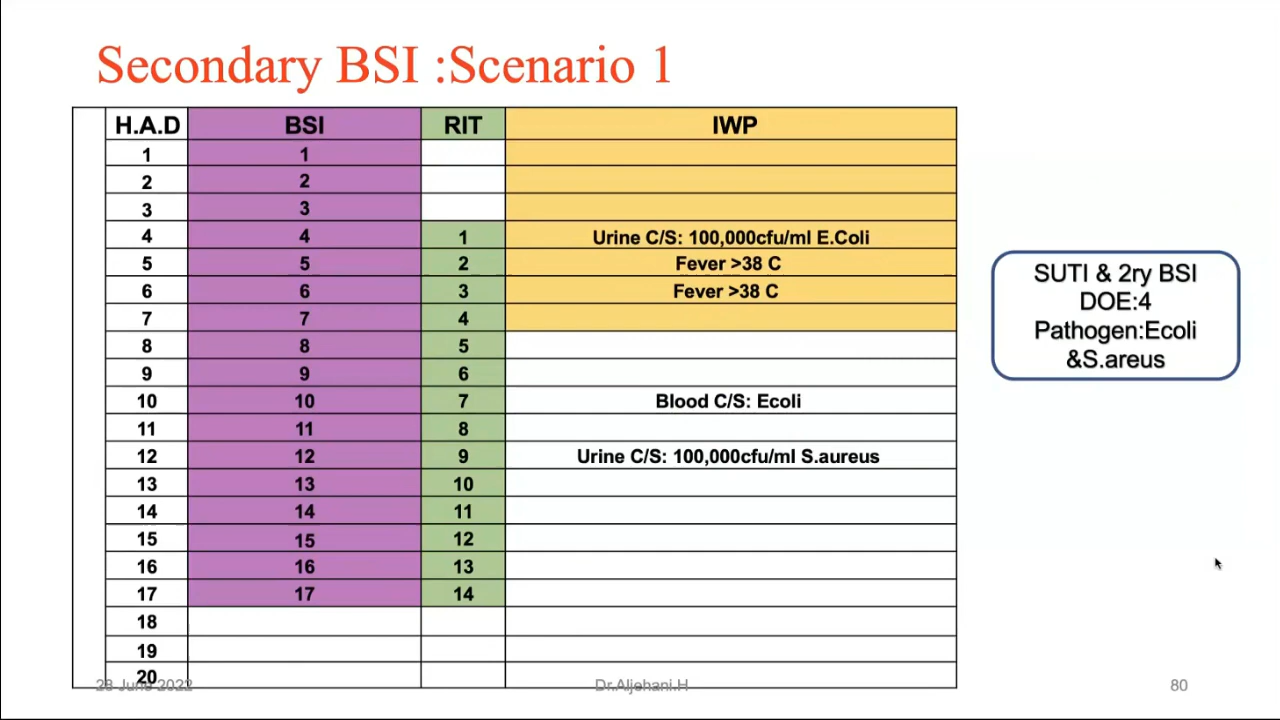 Secondary BSI :Scenario 1
H.A.D BSI RIT IWP
1 1
2 2
3 3
4 4 1 Urine C/S: 100,000cfu/ml E.Coli
5 5 2 Fever >38 C
6 6 3 Fever >38 C
7 7 4
8 8 5
9 9 6
10 10 7 Blood C/S: Ecoli
11 11 8
12 12 9 Urine C/S: 100,000cfu/ml S.aureus
13 13 10
14 14 11
15 15 12
16 16 13
17 17 14
18
19
20
SUTI & 2ry BSI
DOE:4
Pathogen:Ecoli
&S.areus
28 June 2022 Dr.Aljehani.H 80